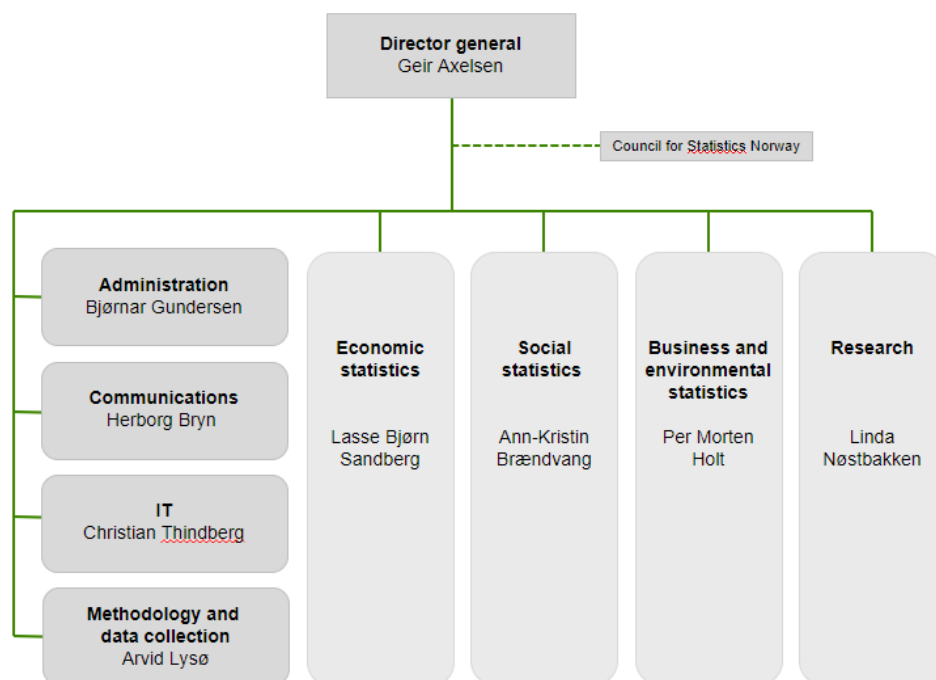 Director general
Geir Axelsen
Council for Statistics Norway
Administration
Bjørnar Gundersen
Communications
Herborg Bryn
IT
Christian Thindberg
Methodology and
data collection
Arvid Lysø
Economic
statistics
Lasse Bjørn
Sandberg
Social
statistics
Ann-Kristin
Brændvang
Business and
environmental
statistics
Per Morten
Holt
Research
Linda
Nøstbakken